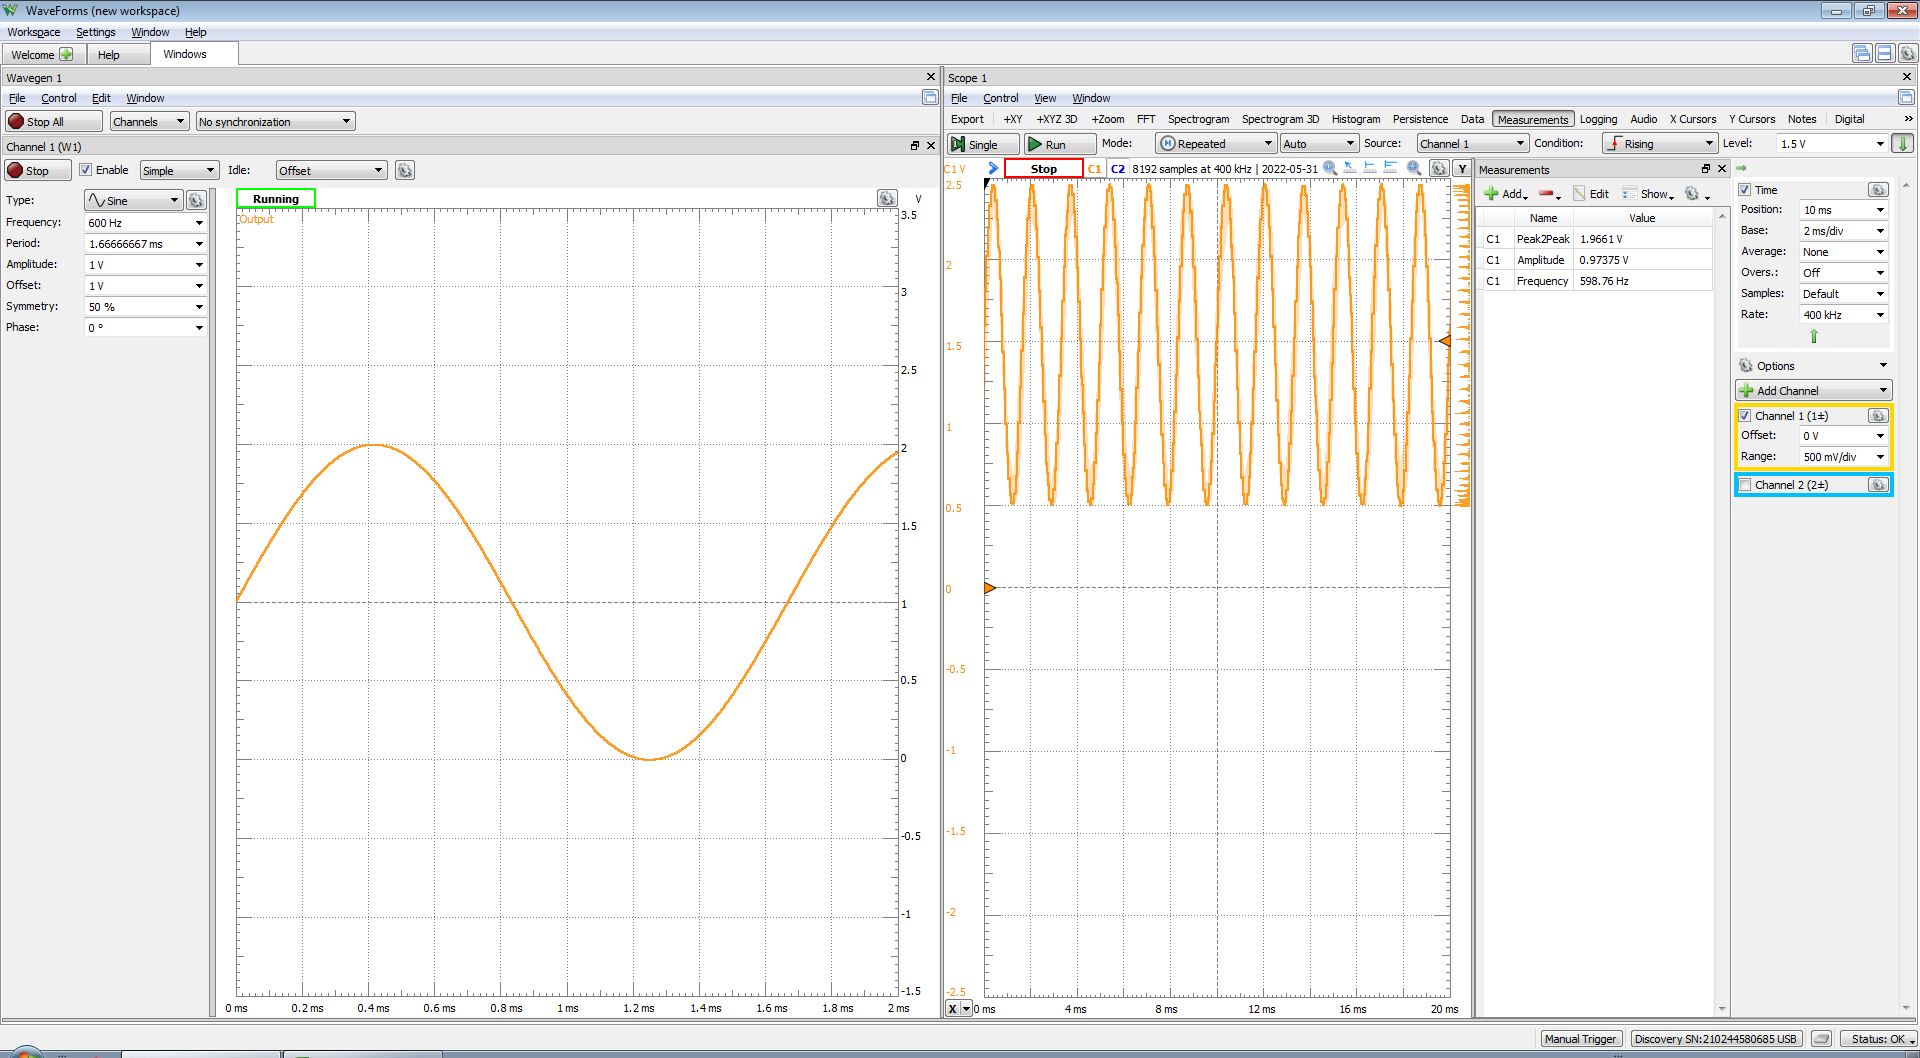 WaveForms (new workspace)
Workspace Settings Window Help
Welcome Help Windows
Wavegen 1
File Control Edit Window
Stop All Channels No synchronization
Channel 1 (W1)
Stop Enable Simple Idle: Offset
Type: Sine
Frequency: 600 Hz
Period: 1.66666667 ms
Amplitude: 1 V
Offset: 1 V
Symmetry: 50 %
Phase: 0 °
Running
V
Output
3.5
3
2.5
2
1.5
1
0.5
0
-0.5
-1
-1.5
0 ms 0.2 ms 0.4 ms 0.6 ms 0.8 ms 1 ms 1.2 ms 1.4 ms 1.6 ms 1.8 ms 2 ms
Scope 1
File Control View Window
Export +XY +XYZ 3D +Zoom FFT Spectrogram Spectrogram 3D Histogram Persistence Data Measurements Logging Audio X Cursors Y Cursors Notes Digital »
Single Run Mode: Repeated Auto Source: Channel 1 Condition: Rising Level: 1.5 V
C1 V Stop C1 C2 8192 samples at 400 kHz | 2022-05-31 Y
2.5
2
1.5
1
0.5
0
-0.5
-1
-1.5
-2
-2.5
X 0 ms 4 ms 8 ms 12 ms 16 ms 20 ms
Measurements
Add Edit Show
Name Value
C1 Peak2Peak 1.9661 V
C1 Amplitude 0.97375 V
C1 Frequency 598.76 Hz
Time
Position: 10 ms
Base: 2 ms/div
Average: None
Overs.: Off
Samples: Default
Rate: 400 kHz
Options
Add Channel
Channel 1 (1±)
Offset: 0 V
Range: 500 mV/div
Channel 2 (2±)
Manual Trigger Discovery SN:210244580685 USB Status: OK